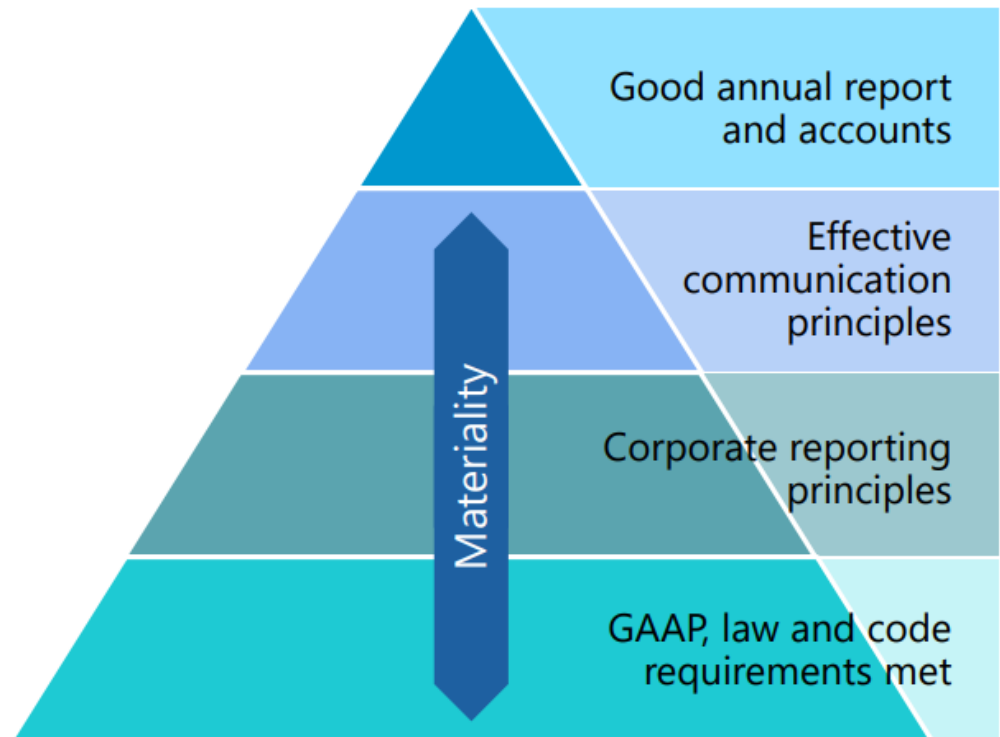 Good annual report
and accounts
Effective
communication
principles
Materiality
Corporate reporting
principles
GAAP, law and code
requirements met